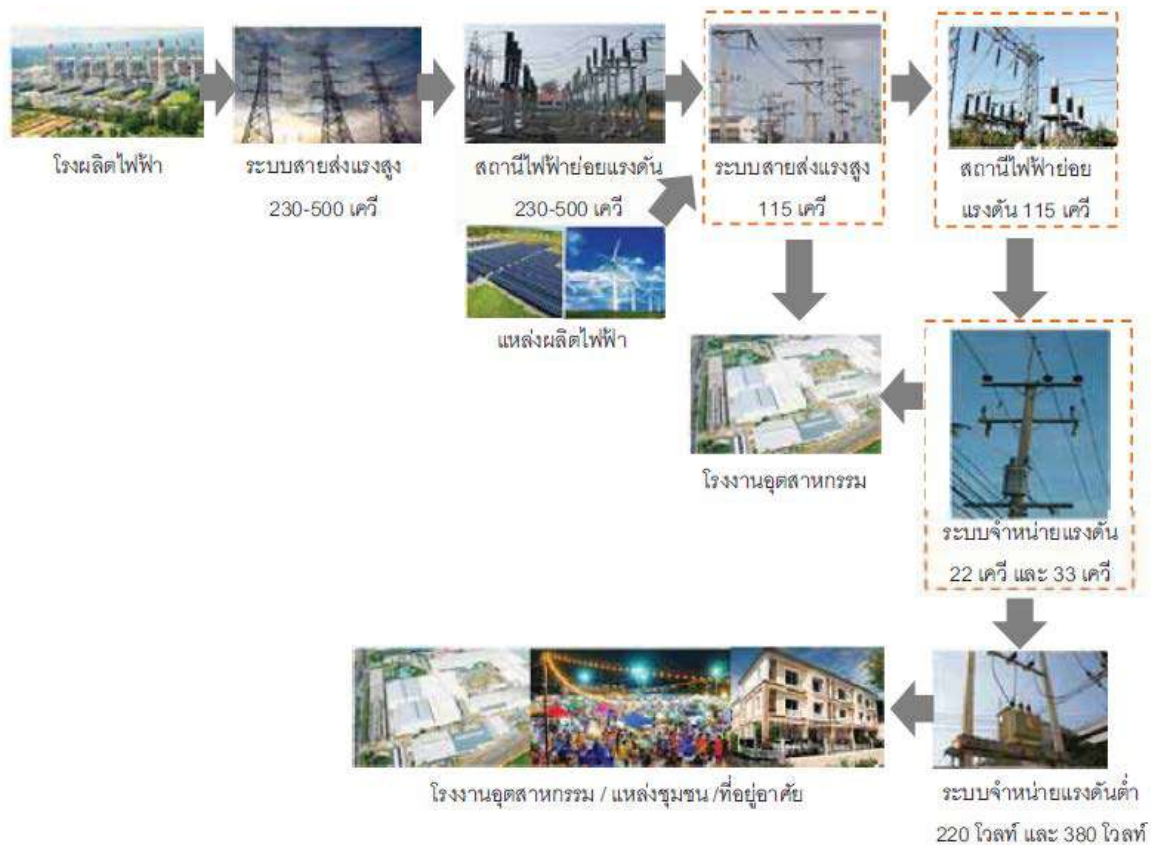 โรงผลิตไฟฟ้า
ระบบสายส่งแรงสูง
230-500 เควี
สถานีไฟฟ้าย่อยแรงดัน
230-500 เควี
ระบบสายส่งแรงสูง
115 เควี
สถานีไฟฟ้าย่อย
แรงดัน 115 เควี
แหล่งผลิตไฟฟ้า
โรงงานอุตสาหกรรม
ระบบจำหน่ายแรงดัน
22 เควี และ 33 เควี
โรงงานอุตสาหกรรม / แหล่งชุมชน /ที่อยู่อาศัย
ระบบจำหน่ายแรงดันต่ำ
220 โวลท์ และ 380 โวลท์